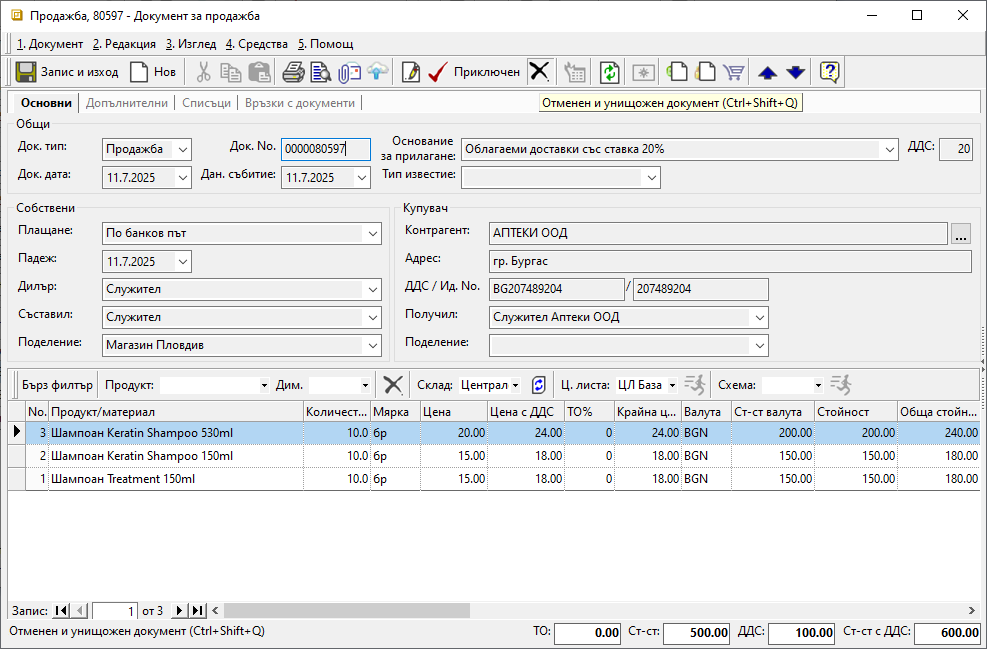 Продажба, 80597 - Документ за продажба
1. Документ 2. Редакция 3. Изглед 4. Средства 5. Помощ
Запис и изход Нов Приключен
Основни Допълнителни Списъци Връзки с документи Отменен и унищожен документ (Ctrl+Shift+Q)
Общи
Док. тип: Продажба Док. No. 0000080597 Основание за прилагане: Облагаеми доставки със ставка 20% ДДС: 20
Док. дата: 11.7.2025 Дан. събитие: 11.7.2025 Тип известие:
Собствени
Плащане: По банков път
Падеж: 11.7.2025
Дилър: Служител
Съставил: Служител
Поделение: Магазин Пловдив
Купувач
Контрагент: АПТЕКИ ООД ...
Адрес: гр. Бургас
ДДС / Ид. No. BG207489204 / 207489204
Получил: Служител Аптеки ООД
Поделение:
Бърз филтър Продукт: Дим. Склад: Централ Ц. листа: ЦЛ База Схема:
No. Продукт/материал Количест... Мярка Цена Цена с ДДС ТО% Крайна ц... Валута Ст-ст валута Стойност Обща стойн...
3 Шампоан Keratin Shampoo 530ml 10.0 бр 20.00 24.00 0 24.00 BGN 200.00 200.00 240.00
2 Шампоан Keratin Shampoo 150ml 10.0 бр 15.00 18.00 0 18.00 BGN 150.00 150.00 180.00
1 Шампоан Treatment 150ml 10.0 бр 15.00 18.00 0 18.00 BGN 150.00 150.00 180.00
Запис: 1 от 3
Отменен и унищожен документ (Ctrl+Shift+Q) ТО: 0.00 Ст-ст: 500.00 ДДС: 100.00 Ст-ст с ДДС: 600.00